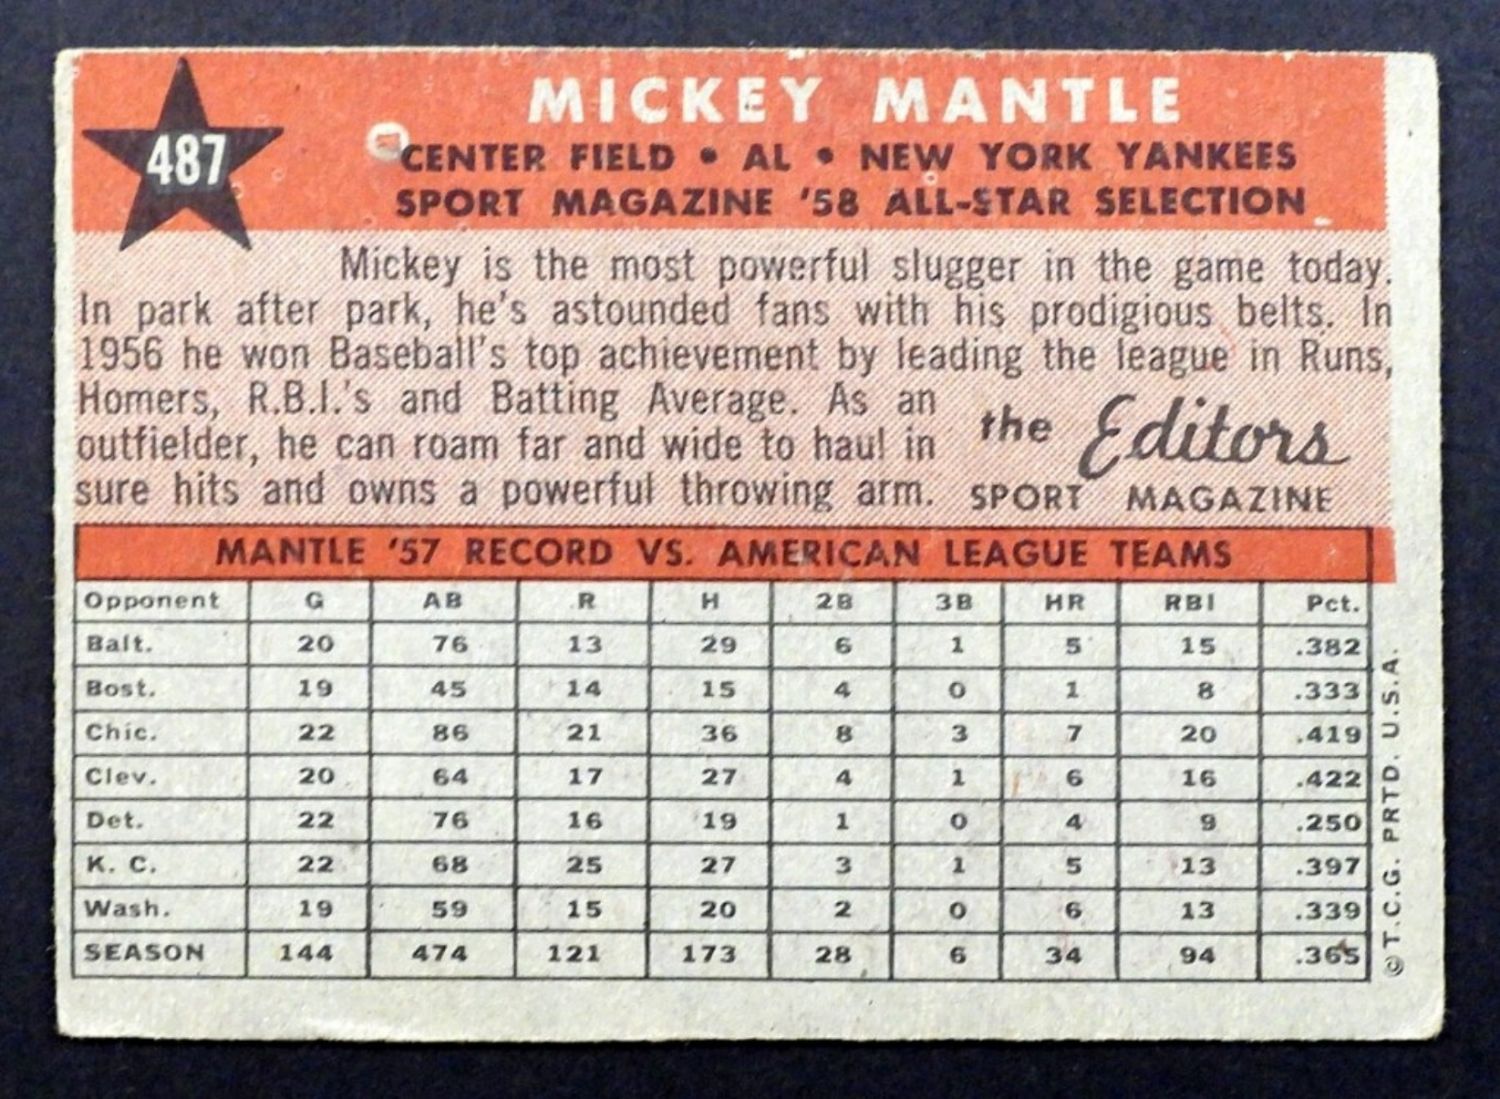 487
MICKEY MANTLE
CENTER FIELD • AL • NEW YORK YANKEES
SPORT MAGAZINE '58 ALL-STAR SELECTION
Mickey is the most powerful slugger in the game today.
In park after park, he's astounded fans with his prodigious belts. In
1956 he won Baseball's top achievement by leading the league in Runs,
Homers, R.B.I.'s and Batting Average. As an
outfielder, he can roam far and wide to haul in
sure hits and owns a powerful throwing arm.
the Editors
SPORT MAGAZINE
MANTLE '57 RECORD VS. AMERICAN LEAGUE TEAMS
Opponent G AB R H 2B 3B HR RBI Pct.
Balt. 20 76 13 29 6 1 5 15 .382
Bost. 19 45 14 15 4 0 1 8 .333
Chic. 22 86 21 36 8 3 7 20 .419
Clev. 20 64 17 27 4 1 6 16 .422
Det. 22 76 16 19 1 0 4 9 .250
K. C. 22 68 25 27 3 1 5 13 .397
Wash. 19 59 15 20 2 0 6 13 .339
SEASON 144 474 121 173 28 6 34 94 .365
© T.C.G. PRTD. U.S.A.